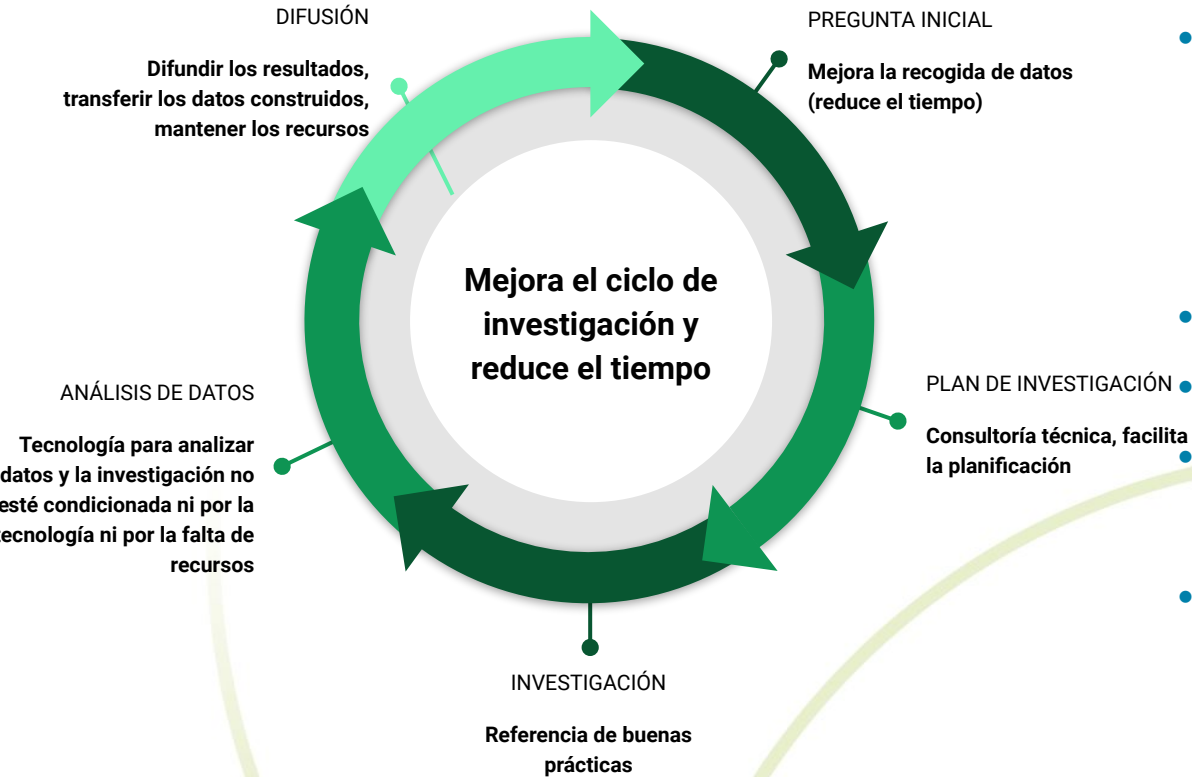 DIFUSIÓN
Difundir los resultados,
transferir los datos construidos,
mantener los recursos
PREGUNTA INICIAL
Mejora la recogida de datos
(reduce el tiempo)
Mejora el ciclo de
investigación y
reduce el tiempo
PLAN DE INVESTIGACIÓN
Consultoría técnica, facilita
la planificación
ANÁLISIS DE DATOS
Tecnología para analizar
datos y la investigación no
esté condicionada ni por la
tecnología ni por la falta de
recursos
INVESTIGACIÓN
Referencia de buenas
prácticas